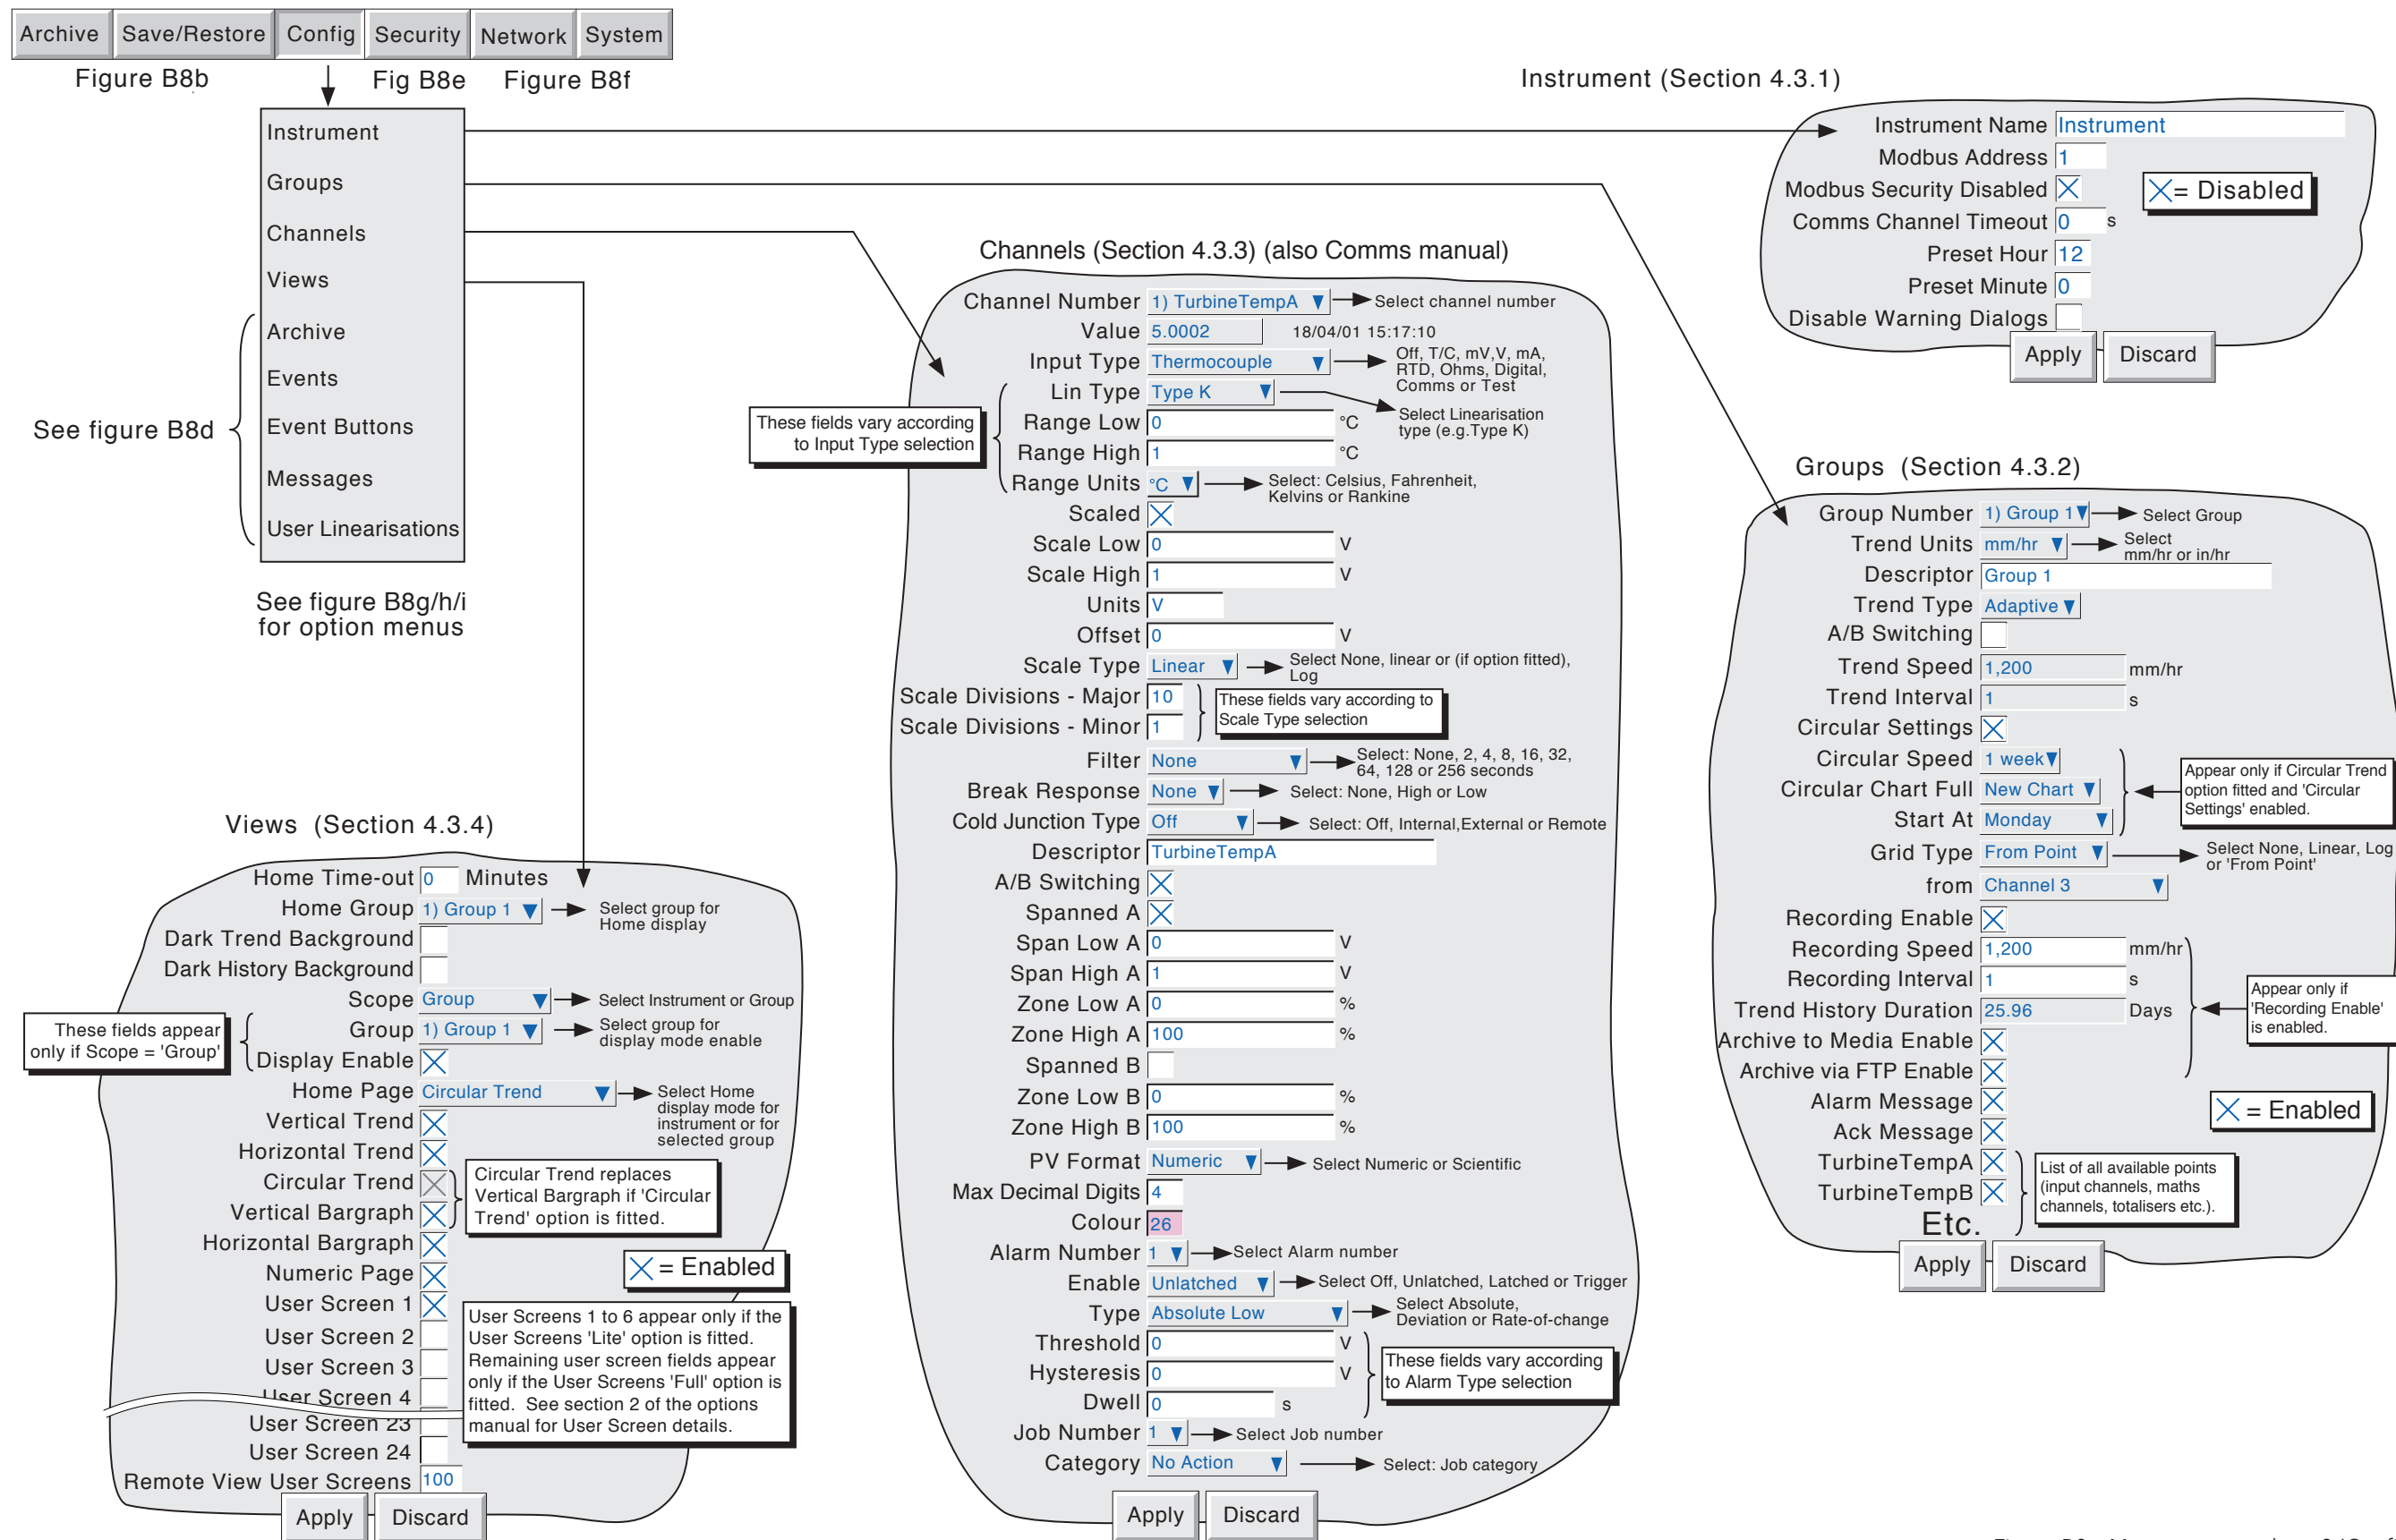 Archive Save/Restore Config Security Network System
Figure B8b Fig B8e Figure B8f
Instrument
Groups
Channels
Views
Archive
Events
Event Buttons
Messages
User Linearisations
See figure B8d
See figure B8g/h/i
for option menus
Instrument (Section 4.3.1)
Instrument Name Instrument
Modbus Address 1
Modbus Security Disabled
= Disabled
Comms Channel Timeout 0 s
Preset Hour 12
Preset Minute 0
Disable Warning Dialogs
Apply Discard
Channels (Section 4.3.3) (also Comms manual)
Channel Number 1) TurbineTempA Select channel number
Value 5.0002 18/04/01 15:17:10
Input Type Thermocouple
Off, T/C, mV,V, mA,
RTD, Ohms, Digital,
Comms or Test
Lin Type Type K
Select Linearisation
type (e.g.Type K)
These fields vary according
to Input Type selection
Range Low 0 °C
Range High 1 °C
Range Units °C
Select: Celsius, Fahrenheit,
Kelvins or Rankine
Scaled
Scale Low 0 V
Scale High 1 V
Units V
Offset 0 V
Scale Type Linear
Select None, linear or (if option fitted),
Log
Scale Divisions - Major 10
Scale Divisions - Minor 1
These fields vary according to
Scale Type selection
Filter None
Select: None, 2, 4, 8, 16, 32,
64, 128 or 256 seconds
Break Response None Select: None, High or Low
Cold Junction Type Off Select: Off, Internal,External or Remote
Descriptor TurbineTempA
A/B Switching
Spanned A
Span Low A 0 V
Span High A 1 V
Zone Low A 0 %
Zone High A 100 %
Spanned B
Zone Low B 0 %
Zone High B 100 %
PV Format Numeric Select Numeric or Scientific
Max Decimal Digits 4
Colour 26
Alarm Number 1 Select Alarm number
Enable Unlatched Select Off, Unlatched, Latched or Trigger
Type Absolute Low
Select Absolute,
Deviation or Rate-of-change
Threshold 0 V
Hysteresis 0 V
Dwell 0 s
These fields vary according
to Alarm Type selection
Job Number 1 Select Job number
Category No Action Select: Job category
Apply Discard
Groups (Section 4.3.2)
Group Number 1) Group 1 Select Group
Trend Units mm/hr
Select
mm/hr or in/hr
Descriptor Group 1
Trend Type Adaptive
A/B Switching
Trend Speed 1,200 mm/hr
Trend Interval 1 s
Circular Settings
Circular Speed 1 week
Circular Chart Full New Chart
Start At Monday
Appear only if Circular Trend
option fitted and 'Circular
Settings' enabled.
Grid Type From Point
Select None, Linear, Log
or 'From Point'
from Channel 3
Recording Enable
Recording Speed 1,200 mm/hr
Recording Interval 1 s
Trend History Duration 25.96 Days
Archive to Media Enable
Archive via FTP Enable
Appear only if
'Recording Enable'
is enabled.
Alarm Message
= Enabled
Ack Message
TurbineTempA
TurbineTempB
Etc.
List of all available points
(input channels, maths
channels, totalisers etc.).
Apply Discard
Views (Section 4.3.4)
Home Time-out 0 Minutes
Home Group 1) Group 1
Select group for
Home display
Dark Trend Background
Dark History Background
Scope Group Select Instrument or Group
Group 1) Group 1
Select group for
display mode enable
Display Enable
These fields appear
only if Scope = 'Group'
Home Page Circular Trend
Select Home
display mode for
instrument or for
selected group
Vertical Trend
Horizontal Trend
Circular Trend
Vertical Bargraph
Circular Trend replaces
Vertical Bargraph if 'Circular
Trend' option is fitted.
Horizontal Bargraph
Numeric Page
= Enabled
User Screen 1
User Screen 2
User Screen 3
User Screen 4
User Screen 23
User Screen 24
User Screens 1 to 6 appear only if the
User Screens 'Lite' option is fitted.
Remaining user screen fields appear
only if the User Screens 'Full' option is
fitted. See section 2 of the options
manual for User Screen details.
Remote View User Screens 100
Apply Discard